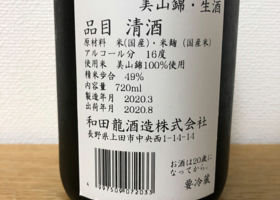 美山錦・生酒
品目 清酒
原材料 米(国産)・米麹(国産米)
アルコール分 16度
使用米 美山錦100%使用
精米歩合 49%
内容量 720ml
製造年月 2020.3
出荷年月 2020.8
和田龍酒造株式会社
長野県上田市中央西1-14-14
お酒は20歳に
なってから。
要冷蔵
4997509072035